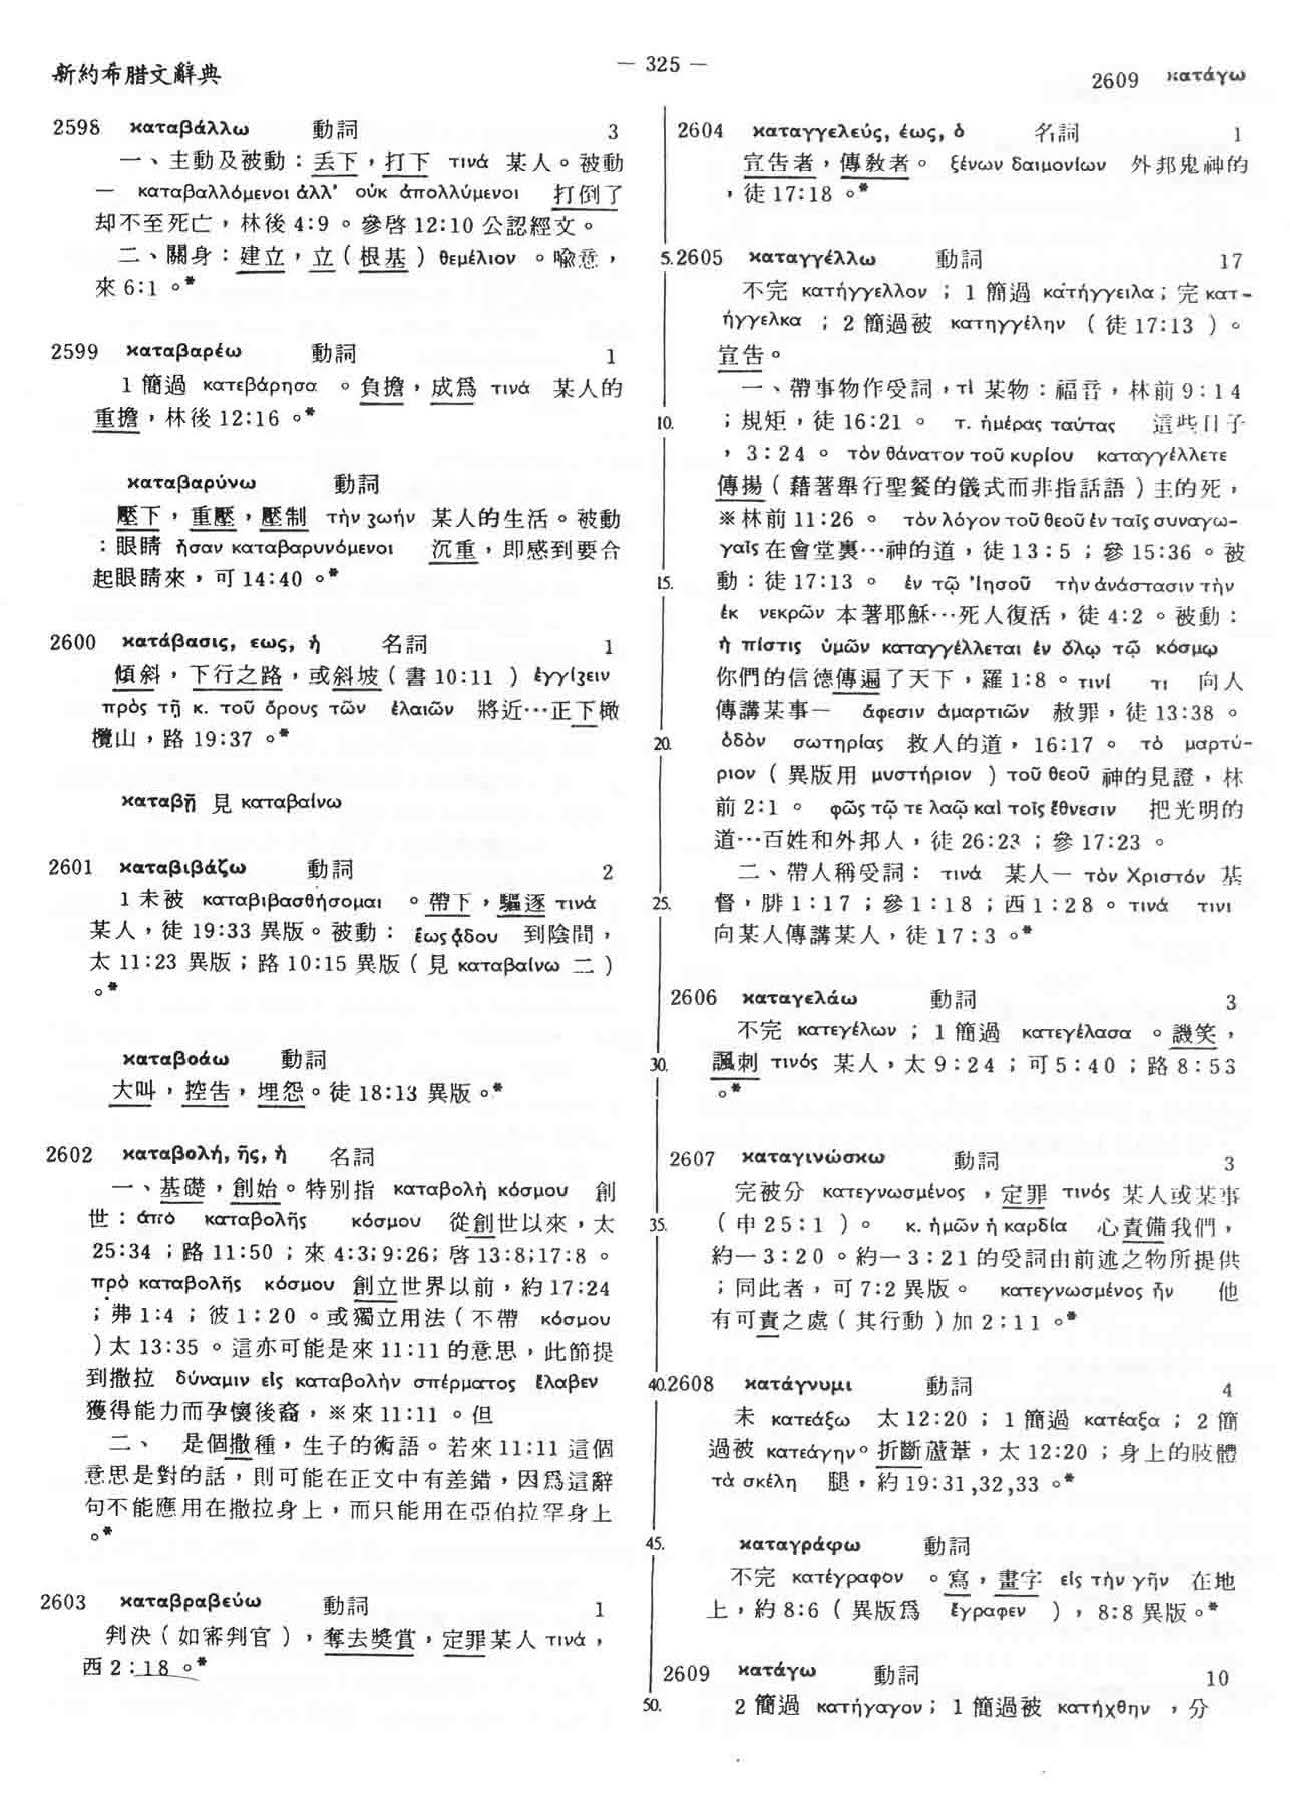 新約希腊文辭典
— 325 —
2609 κατάγω
2598 καταβάλλω 動詞 3
一、主動及被動：丟下，打下 τινά 某人。被動
— καταβαλλόμενοι ἀλλ' οὐκ ἀπολλύμενοι 打倒了
却不至死亡，林後 4:9 。參啓 12:10 公認經文。
二、關身：建立，立（根基）θεμέλιον 。喩意，
來 6:1 。*
2599 καταβαρέω 動詞 1
1 簡過 κατεβάρησα 。負擔，成爲 τινά 某人的
重擔，林後 12:16 。*
καταβαρύνω 動詞
壓下，重壓，壓制 τὴν ζωήν 某人的生活。被動
：眼睛 ἦσαν καταβαρυνόμενοι 沉重，即感到要合
起眼睛來，可 14:40 。*
2600 κατάβασις, εως, ἡ 名詞 1
傾斜，下行之路，或斜坡（書 10:11 ）ἐγγίζειν
πρὸς τῇ κ. τοῦ ὄρους τῶν ἐλαιῶν 將近⋯正下橄
欖山，路 19:37 。*
καταβῇ 見 καταβαίνω
2601 καταβιβάζω 動詞 2
1 未被 καταβιβασθήσομαι 。帶下，驅逐 τινά
某人，徒 19:33 異版。被動： ἕως ᾅδου 到陰間，
太 11:23 異版；路 10:15 異版（見 καταβαίνω 二）
。*
καταβοάω 動詞
大叫，控告，埋怨。徒 18:13 異版。*
2602 καταβολή, ῆς, ἡ 名詞
一、基礎，創始。特別指 καταβολὴ κόσμου 創
世：ἀπὸ καταβολῆς κόσμου 從創世以來，太
25:34 ；路 11:50 ；來 4:3; 9:26; 啓 13:8;17:8 。
πρὸ καταβολῆς κόσμου 創立世界以前，約 17:24
；弗 1:4 ；彼 1:20 。或獨立用法（不帶 κόσμου
）太 13:35 。這亦可能是來 11:11 的意思，此節提
到撒拉 δύναμιν εἰς καταβολὴν σπέρματος ἔλαβεν
獲得能力而孕懷後裔，※來 11:11 。但
二、 是個撒種，生子的術語。若來 11:11 這個
意思是對的話，則可能在正文中有差錯，因爲這辭
句不能應用在撒拉身上，而只能用在亞伯拉罕身上
。*
2603 καταβραβεύω 動詞 1
判決（如審判官），奪去獎賞，定罪某人 τινά，
西 2:18 。*
2604 καταγγελεύς, έως, ὁ 名詞 1
宣告者，傳敎者。 ξένων δαιμονίων 外邦鬼神的
，徒 17:18 。*
5. 2605 καταγγέλλω 動詞 17
不完 κατήγγελλον ；1 簡過 κατήγγειλα；完 κατ-
ήγγελκα ；2 簡過被 κατηγγέλην （徒 17:13 ）。
宣告。
一、帶事物作受詞，τὶ 某物：福音，林前 9:14
10. ；規矩，徒 16:21 。 τ. ἡμέρας ταύτας 這些日子
，3:24 。 τὸν θάνατον τοῦ κυρίου καταγγέλλετε
傳揚（藉著舉行聖餐的儀式而非指話語）主的死，
※林前 11:26 。 τὸν λόγον τοῦ θεοῦ ἐν ταῖς συναγω-
γαῖς 在會堂裏⋯神的道，徒 13:5 ；參 15:36 。被
15. 動：徒 17:13 。 ἐν τῷ Ἰησοῦ τὴν ἀνάστασιν τὴν
ἐκ νεκρῶν 本著耶穌⋯死人復活，徒 4:2 。被動：
ἡ πίστις ὑμῶν καταγγέλλεται ἐν ὅλῳ τῷ κόσμῳ
你們的信德傳遍了天下，羅 1:8 。τινί τι 向人
傳講某事— ἄφεσιν ἁμαρτιῶν 赦罪，徒 13:38 。
20. ὁδὸν σωτηρίας 救人的道，16:17 。 τὸ μαρτύ-
ριον （異版用 μυστήριον ）τοῦ θεοῦ 神的見證，林
前 2:1 。 φῶς τῷ τε λαῷ καὶ τοῖς ἔθνεσιν 把光明的
道⋯百姓和外邦人，徒 26:23 ；參 17:23 。
二、帶人稱受詞： τινά 某人— τὸν Χριστόν 基
25. 督，腓 1:17 ；參 1:18 ；西 1:28 。τινά τινι
向某人傳講某人，徒 17:3 。*
2606 καταγελάω 動詞 3
不完 κατεγέλων ；1 簡過 κατεγέλασα 。譏笑，
30. 諷刺 τινός 某人，太 9:24 ；可 5:40 ；路 8:53
。*
2607 καταγινώσκω 動詞 3
完被分 κατεγνωσμένος ，定罪 τινός 某人或某事
35. （申 25:1 ）。 κ. ἡμῶν ἡ καρδία 心責備我們，
約一 3:20 。約一 3:21 的受詞由前述之物所提供
；同此者，可 7:2 異版。 κατεγνωσμένος ἦν 他
有可責之處（其行動）加 2:11 。*
40. 2608 κατάγνυμι 動詞 4
未 κατεάξω 太 12:20 ；1 簡過 κατέαξα ；2 簡
過被 κατεάγην。折斷蘆葦，太 12:20 ；身上的肢體
τὰ σκέλη 腿，約 19:31,32,33 。*
45. καταγράφω 動詞
不完 κατέγραφον 。寫，畫字 εἰς τὴν γῆν 在地
上，約 8:6 （異版爲 ἔγραφεν ），8:8 異版。*
2609 κατάγω 動詞 10
50. 2 簡過 κατήγαγον；1 簡過被 κατήχθην ，分